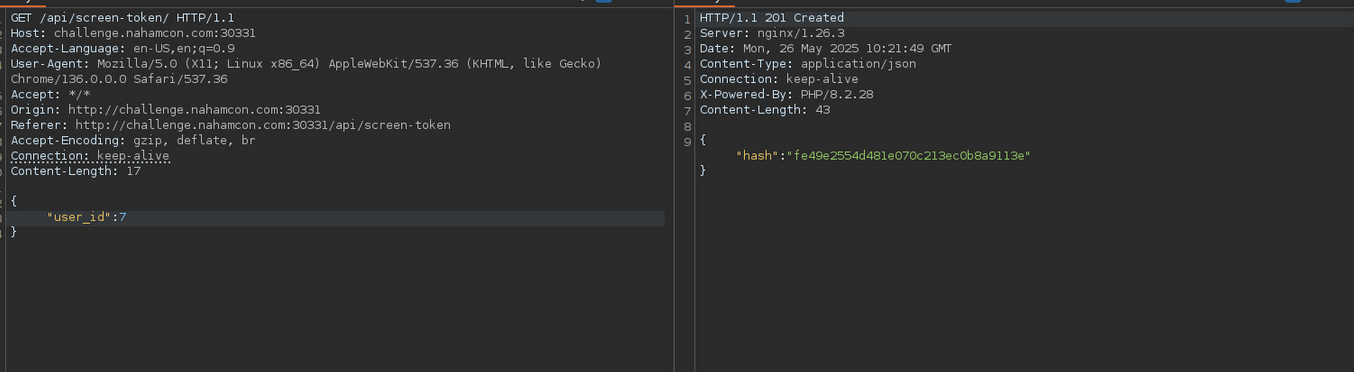 GET /api/screen-token/ HTTP/1.1
Host: challenge.nahamcon.com:30331
Accept-Language: en-US,en;q=0.9
User-Agent: Mozilla/5.0 (X11; Linux x86_64) AppleWebKit/537.36 (KHTML, like Gecko)
Chrome/136.0.0.0 Safari/537.36
Accept: */*
Origin: http://challenge.nahamcon.com:30331
Referer: http://challenge.nahamcon.com:30331/api/screen-token
Accept-Encoding: gzip, deflate, br
Connection: keep-alive
Content-Length: 17
{
"user_id":7
}
1 HTTP/1.1 201 Created
2 Server: nginx/1.26.3
3 Date: Mon, 26 May 2025 10:21:49 GMT
4 Content-Type: application/json
5 Connection: keep-alive
6 X-Powered-By: PHP/8.2.28
7 Content-Length: 43
8
9 {
"hash":"fe49e2554d481e070c213ec0b8a9113e"
}